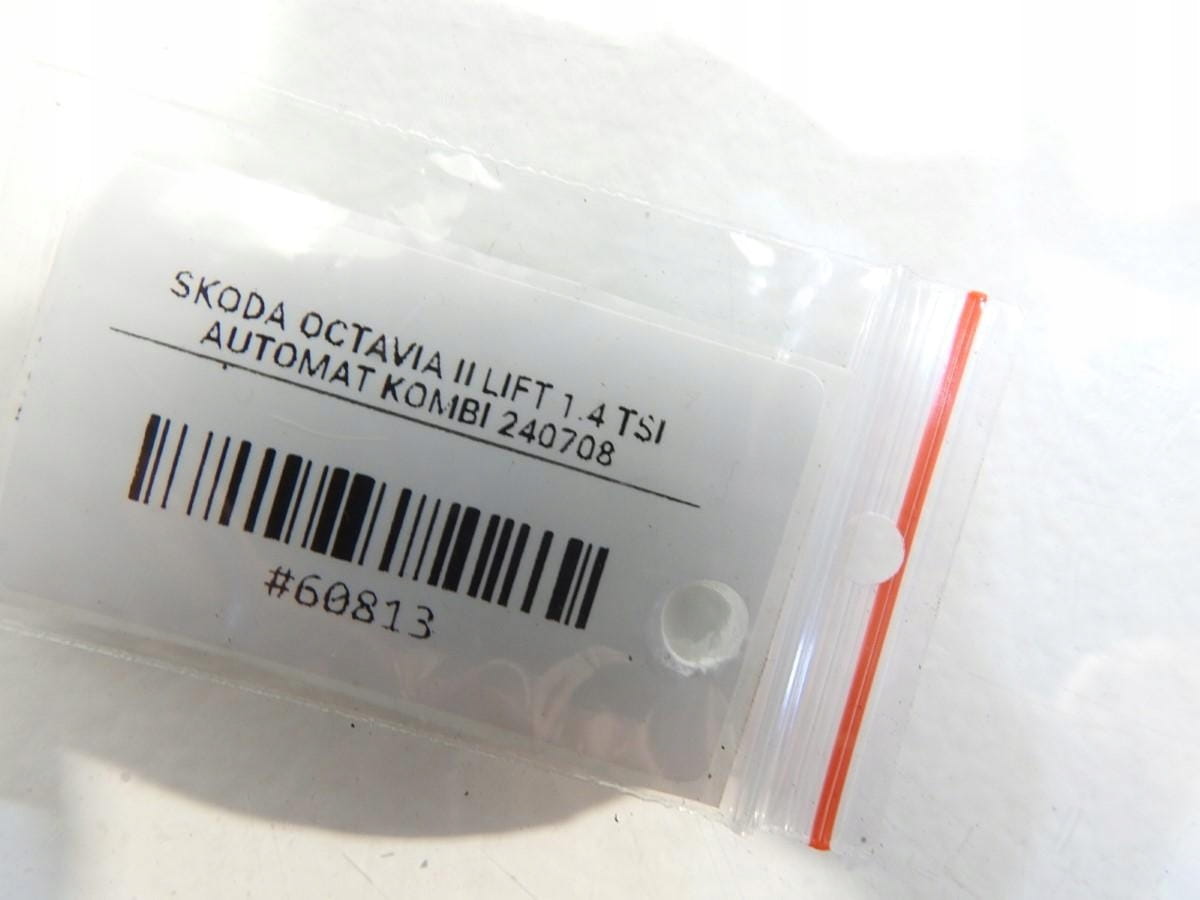 SKODA OCTAVIA II LIFT 1.4 TSI
AUTOMAT KOMBI 240708
#60813